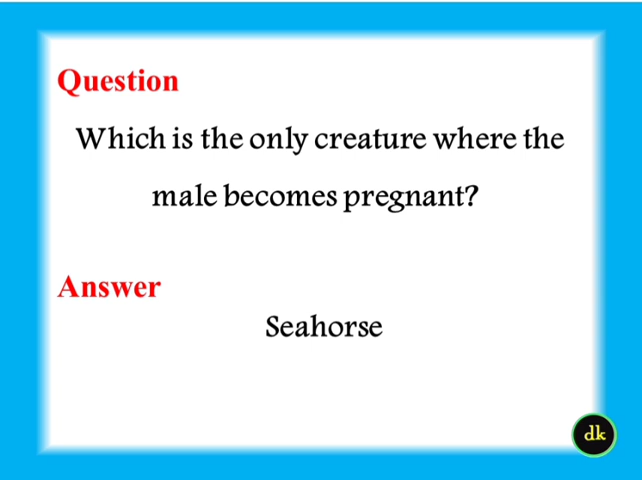 Question
Which is the only creature where the
male becomes pregnant?
Answer
Seahorse
dk